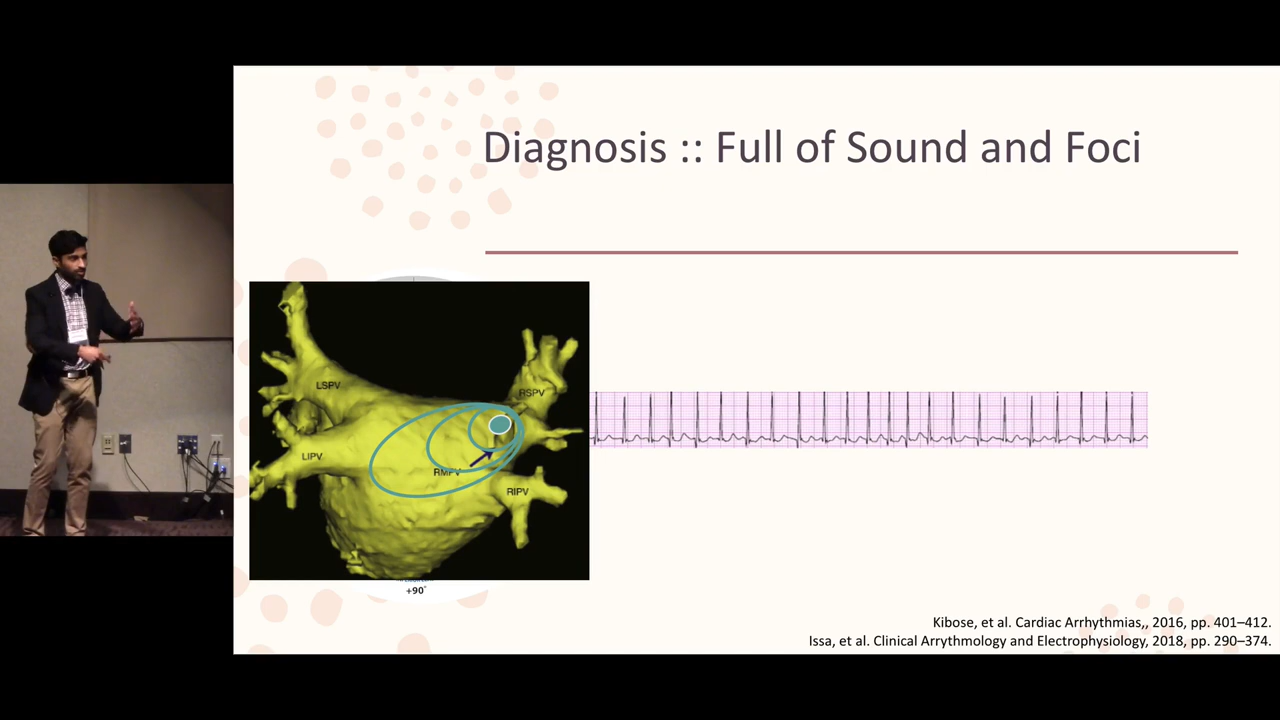 Diagnosis :: Full of Sound and Foci
LSPV
RSPV
LIPV
RMPV
RIPV
+90°
Kibose, et al. Cardiac Arrhythmias,, 2016, pp. 401–412.
Issa, et al. Clinical Arrythmology and Electrophysiology, 2018, pp. 290–374.